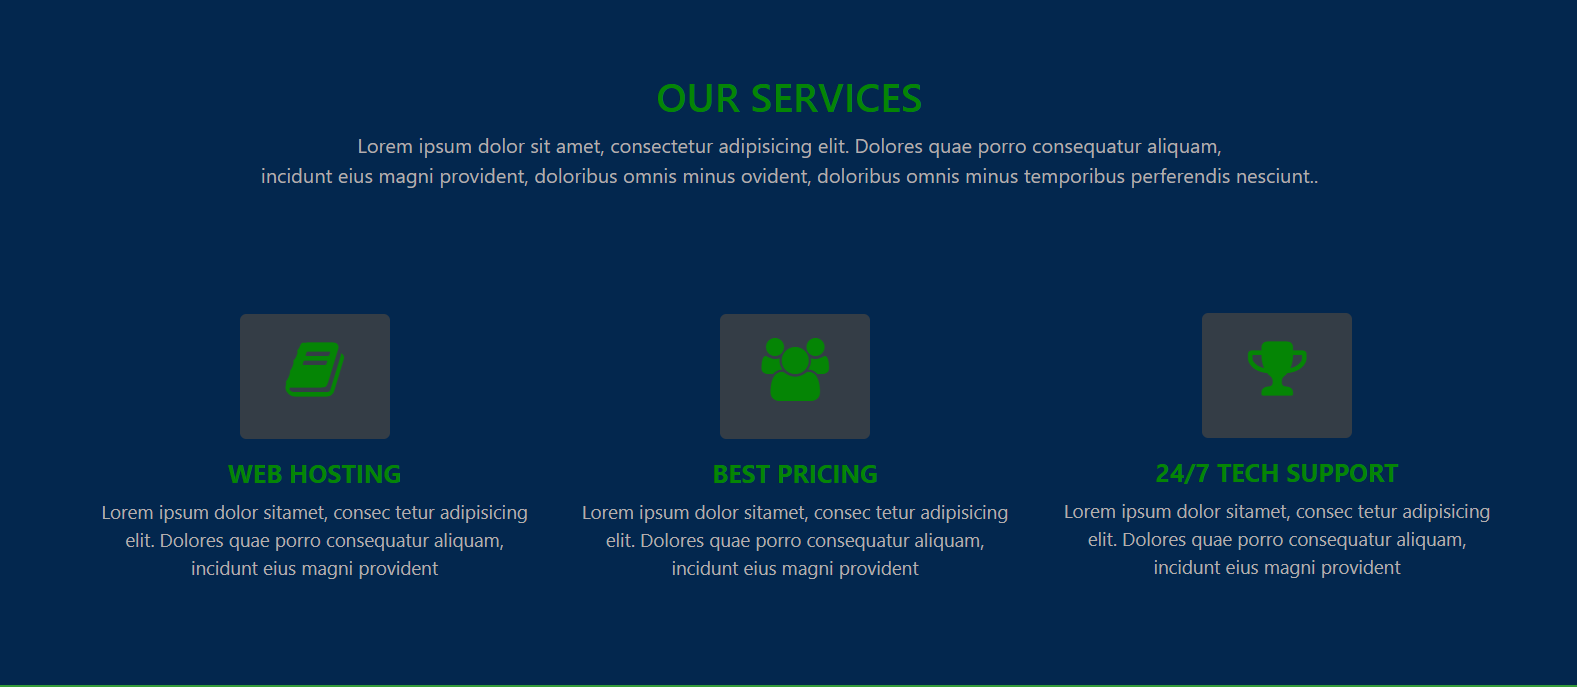 OUR SERVICES
Lorem ipsum dolor sit amet, consectetur adipisicing elit. Dolores quae porro consequatur aliquam,
incidunt eius magni provident, doloribus omnis minus ovident, doloribus omnis minus temporibus perferendis nesciunt..
WEB HOSTING
Lorem ipsum dolor sitamet, consec tetur adipisicing
elit. Dolores quae porro consequatur aliquam,
incidunt eius magni provident
BEST PRICING
Lorem ipsum dolor sitamet, consec tetur adipisicing
elit. Dolores quae porro consequatur aliquam,
incidunt eius magni provident
24/7 TECH SUPPORT
Lorem ipsum dolor sitamet, consec tetur adipisicing
elit. Dolores quae porro consequatur aliquam,
incidunt eius magni provident